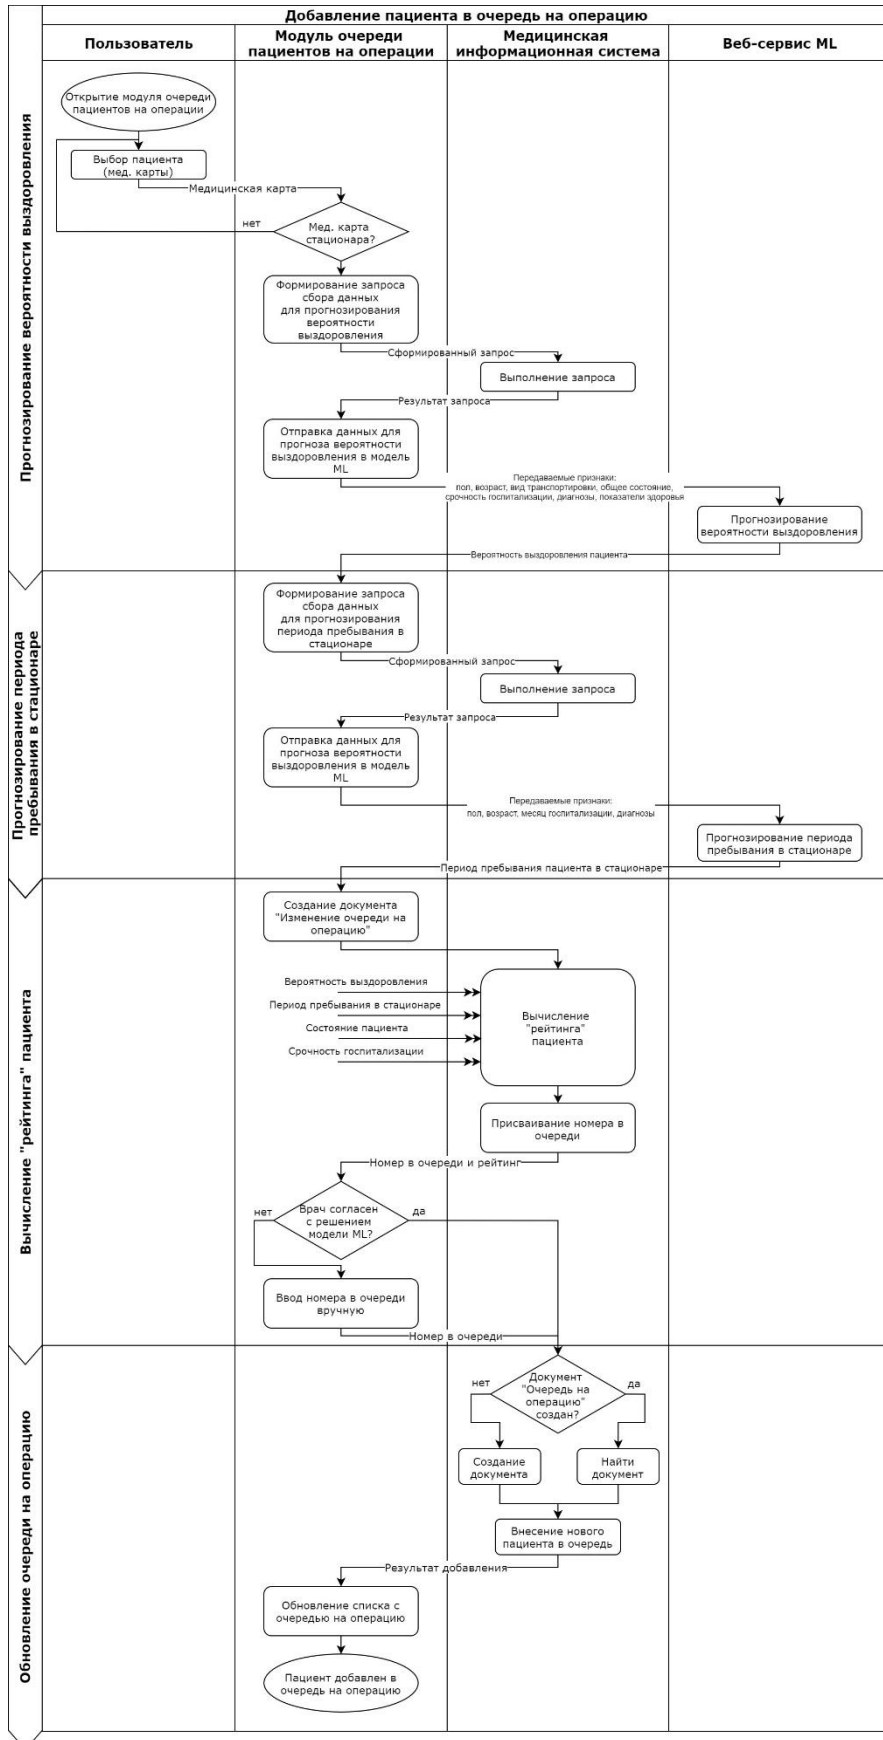 Добавление пациента в очередь на операцию
Пользователь
Модуль очереди
пациентов на операции
Медицинская
информационная система
Веб-сервис ML
Прогнозирование вероятности выздоровления
Открытие модуля очереди
пациентов на операции
Выбор пациента
(мед. карты)
Медицинская карта
нет
Мед. карта
стационара?
Формирование запроса
сбора данных
для прогнозирования
вероятности
выздоровления
Сформированный запрос
Выполнение запроса
Результат запроса
Отправка данных для
прогноза вероятности
выздоровления в модель
ML
Передаваемые признаки:
пол, возраст, вид транспортировки, общее состояние,
срочность госпитализации, диагнозы, показатели здоровья
Прогнозирование
вероятности выздоровления
Вероятность выздоровления пациента
Прогнозирование периода
пребывания в стационаре
Формирование запроса
сбора данных
для прогнозирования
периода пребывания в
стационаре
Сформированный запрос
Выполнение запроса
Результат запроса
Отправка данных для
прогноза вероятности
выздоровления в модель
ML
Передаваемые признаки:
пол, возраст, месяц госпитализации, диагнозы
Прогнозирование периода
пребывания в стационаре
Период пребывания пациента в стационаре
Вычисление "рейтинга" пациента
Создание документа
"Изменение очереди на
операцию"
Вероятность выздоровления
Период пребывания в стационаре
Состояние пациента
Срочность госпитализации
Вычисление
"рейтинга"
пациента
Присваивание номера в
очереди
Номер в очереди и рейтинг
нет
Врач согласен
с решением
модели ML?
да
Ввод номера в очереди
вручную
Номер в очереди
Обновление очереди на операцию
нет
Документ
"Очередь на
операцию"
создан?
да
Создание
документа
Найти
документ
Внесение нового
пациента в очередь
Результат добавления
Обновление списка с
очередью на операцию
Пациент добавлен в
очередь на операцию